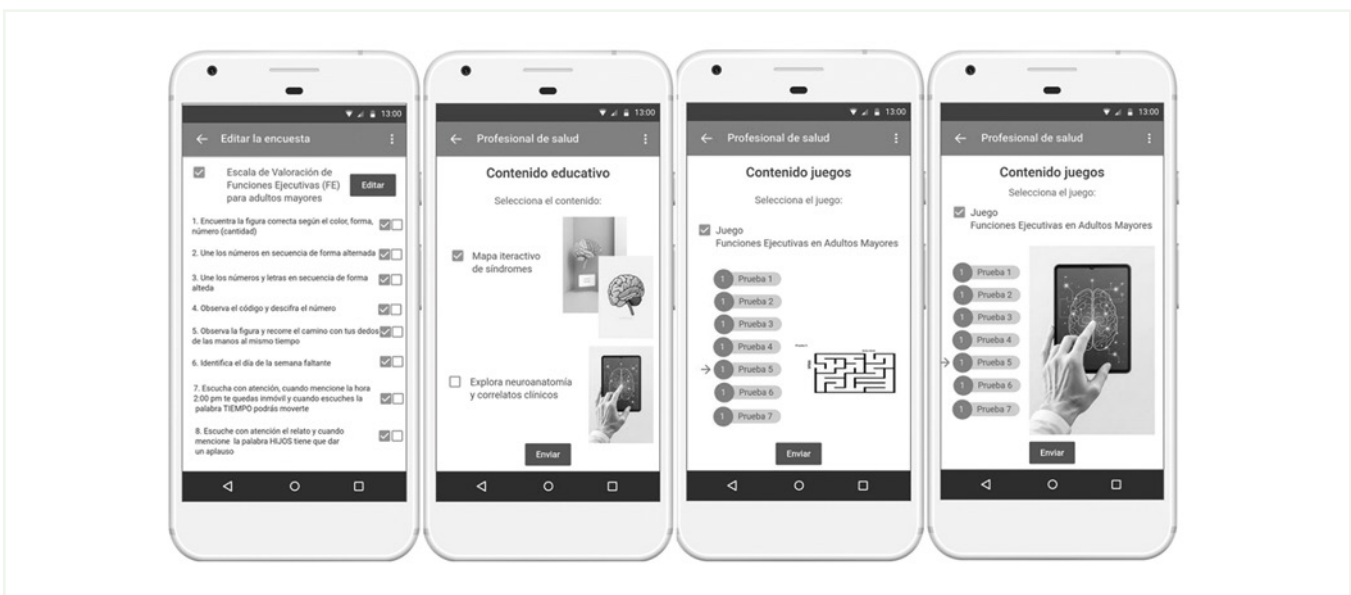 13:00
Editar la encuesta
Escala de Valoración de
Funciones Ejecutivas (FE)
para adultos mayores
Editar
1. Encuentra la figura correcta según el color, forma,
número (cantidad)
2. Une los números en secuencia de forma alternada
3. Une los números y letras en secuencia de forma
alteda
4. Observa el código y descifra el número
5. Observa la figura y recorre el camino con tus dedos
de las manos al mismo tiempo
6. Identifica el día de la semana faltante
7. Escucha con atención, cuando mencione la hora
2:00 pm te quedas inmóvil y cuando escuches la
palabra TIEMPO podrás moverte
8. Escuche con atención el relato y cuando
mencione la palabra HIJOS tiene que dar
un aplauso
13:00
Profesional de salud
Contenido educativo
Selecciona el contenido:
Mapa iteractivo
de síndromes
Explora neuroanatomía
y correlatos clínicos
Enviar
13:00
Profesional de salud
Contenido juegos
Selecciona el juego:
Juego
Funciones Ejecutivas en Adultos Mayores
1 Prueba 1
1 Prueba 2
1 Prueba 3
1 Prueba 4
1 Prueba 5
1 Prueba 6
1 Prueba 7
Enviar
13:00
Profesional de salud
Contenido juegos
Selecciona el juego:
Juego
Funciones Ejecutivas en Adultos Mayores
1 Prueba 1
1 Prueba 2
1 Prueba 3
1 Prueba 4
1 Prueba 5
1 Prueba 6
1 Prueba 7
Enviar